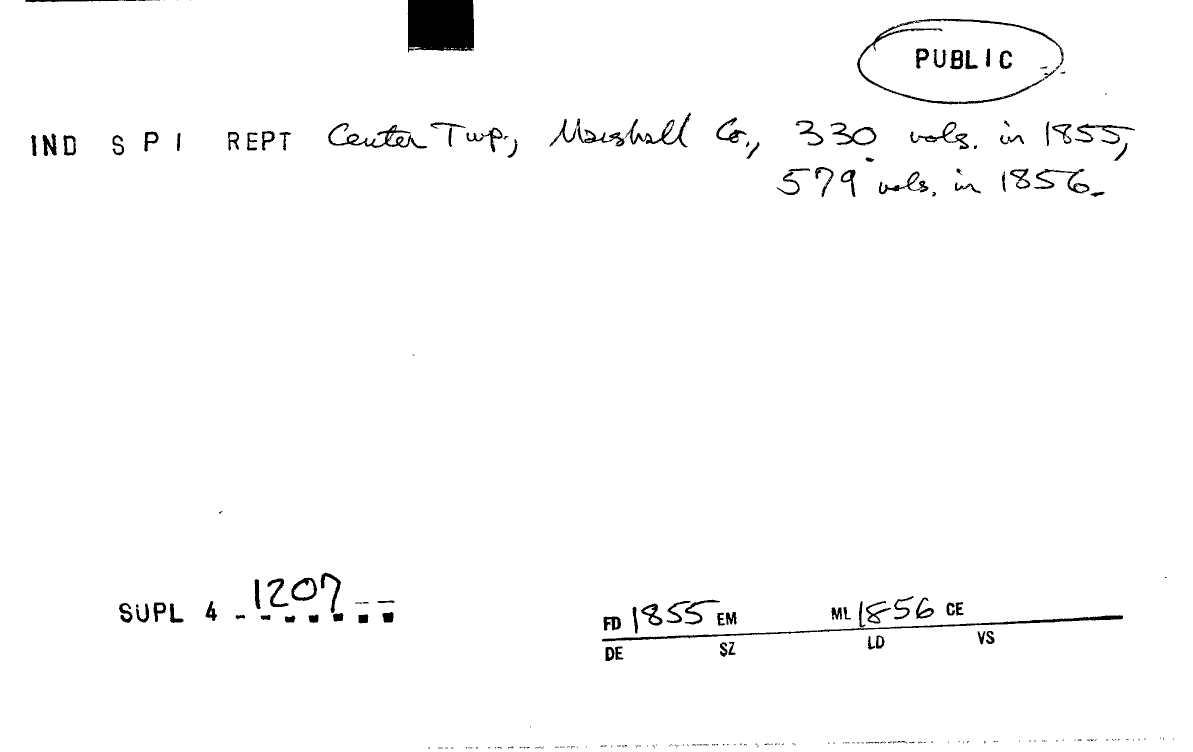 PUBLIC
IND S P I REPT Center Twp., Marshall Co., 330 vols. in 1855,
579 vols. in 1856.
SUPL 4 1207
FD 1855 EM ML 1856 CE
DE SZ LD VS